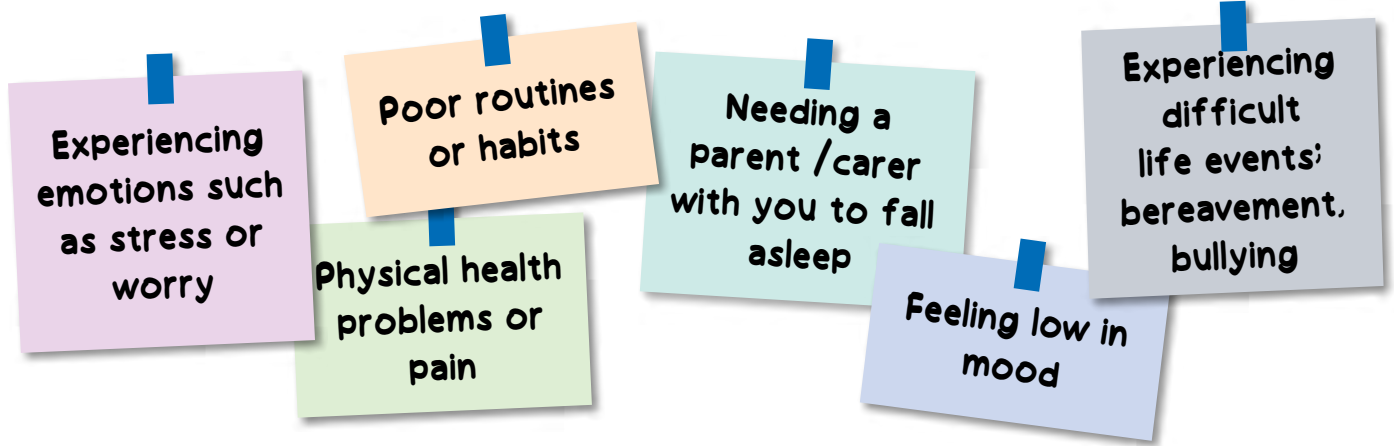 Experiencing
emotions such
as stress or
worry
Poor routines
or habits
Physical health
problems or
pain
Needing a
parent /carer
with you to fall
asleep
Feeling low in
mood
Experiencing
difficult
life events;
bereavement,
bullying